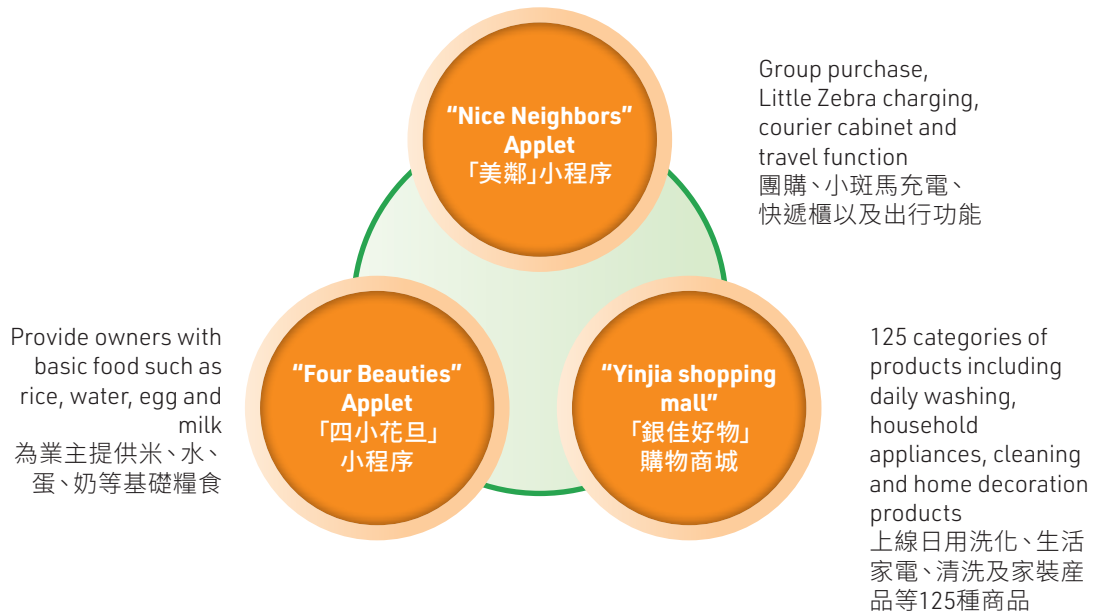 “Nice Neighbors”
Applet
「美鄰」小程序
Group purchase,
Little Zebra charging,
courier cabinet and
travel function
團購、小斑馬充電、
快遞櫃以及出行功能
Provide owners with
basic food such as
rice, water, egg and
milk
為業主提供米、水、
蛋、奶等基礎糧食
“Four Beauties”
Applet
「四小花旦」
小程序
“Yinjia shopping
mall”
「銀佳好物」
購物商城
125 categories of
products including
daily washing,
household
appliances, cleaning
and home decoration
products
上線日用洗化、生活
家電、清洗及家裝産
品等125種商品